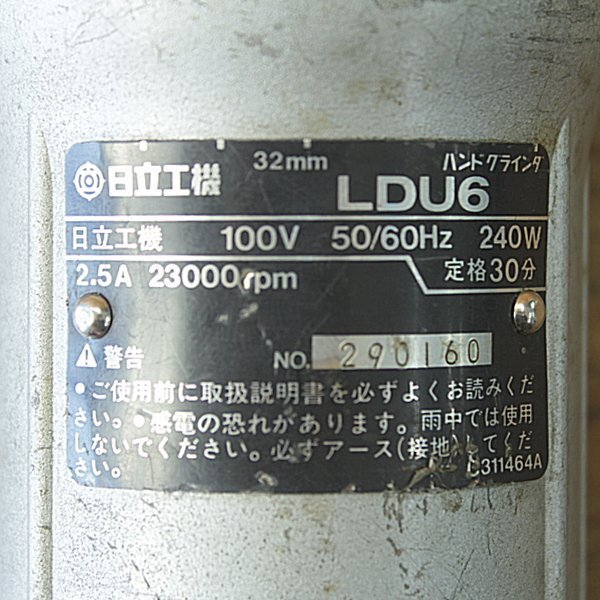 32mm ハンドグラインダ
日立工機 LDU6
日立工機 100V 50/60Hz 240W
2.5A 23000rpm 定格30分
警告 NO. 290160
•ご使用前に取扱説明書を必ずよくお読みくだ
さい。•感電の恐れがあります。雨中では使用
しないでください。必ずアース(接地)してくだ
さい。 311464A